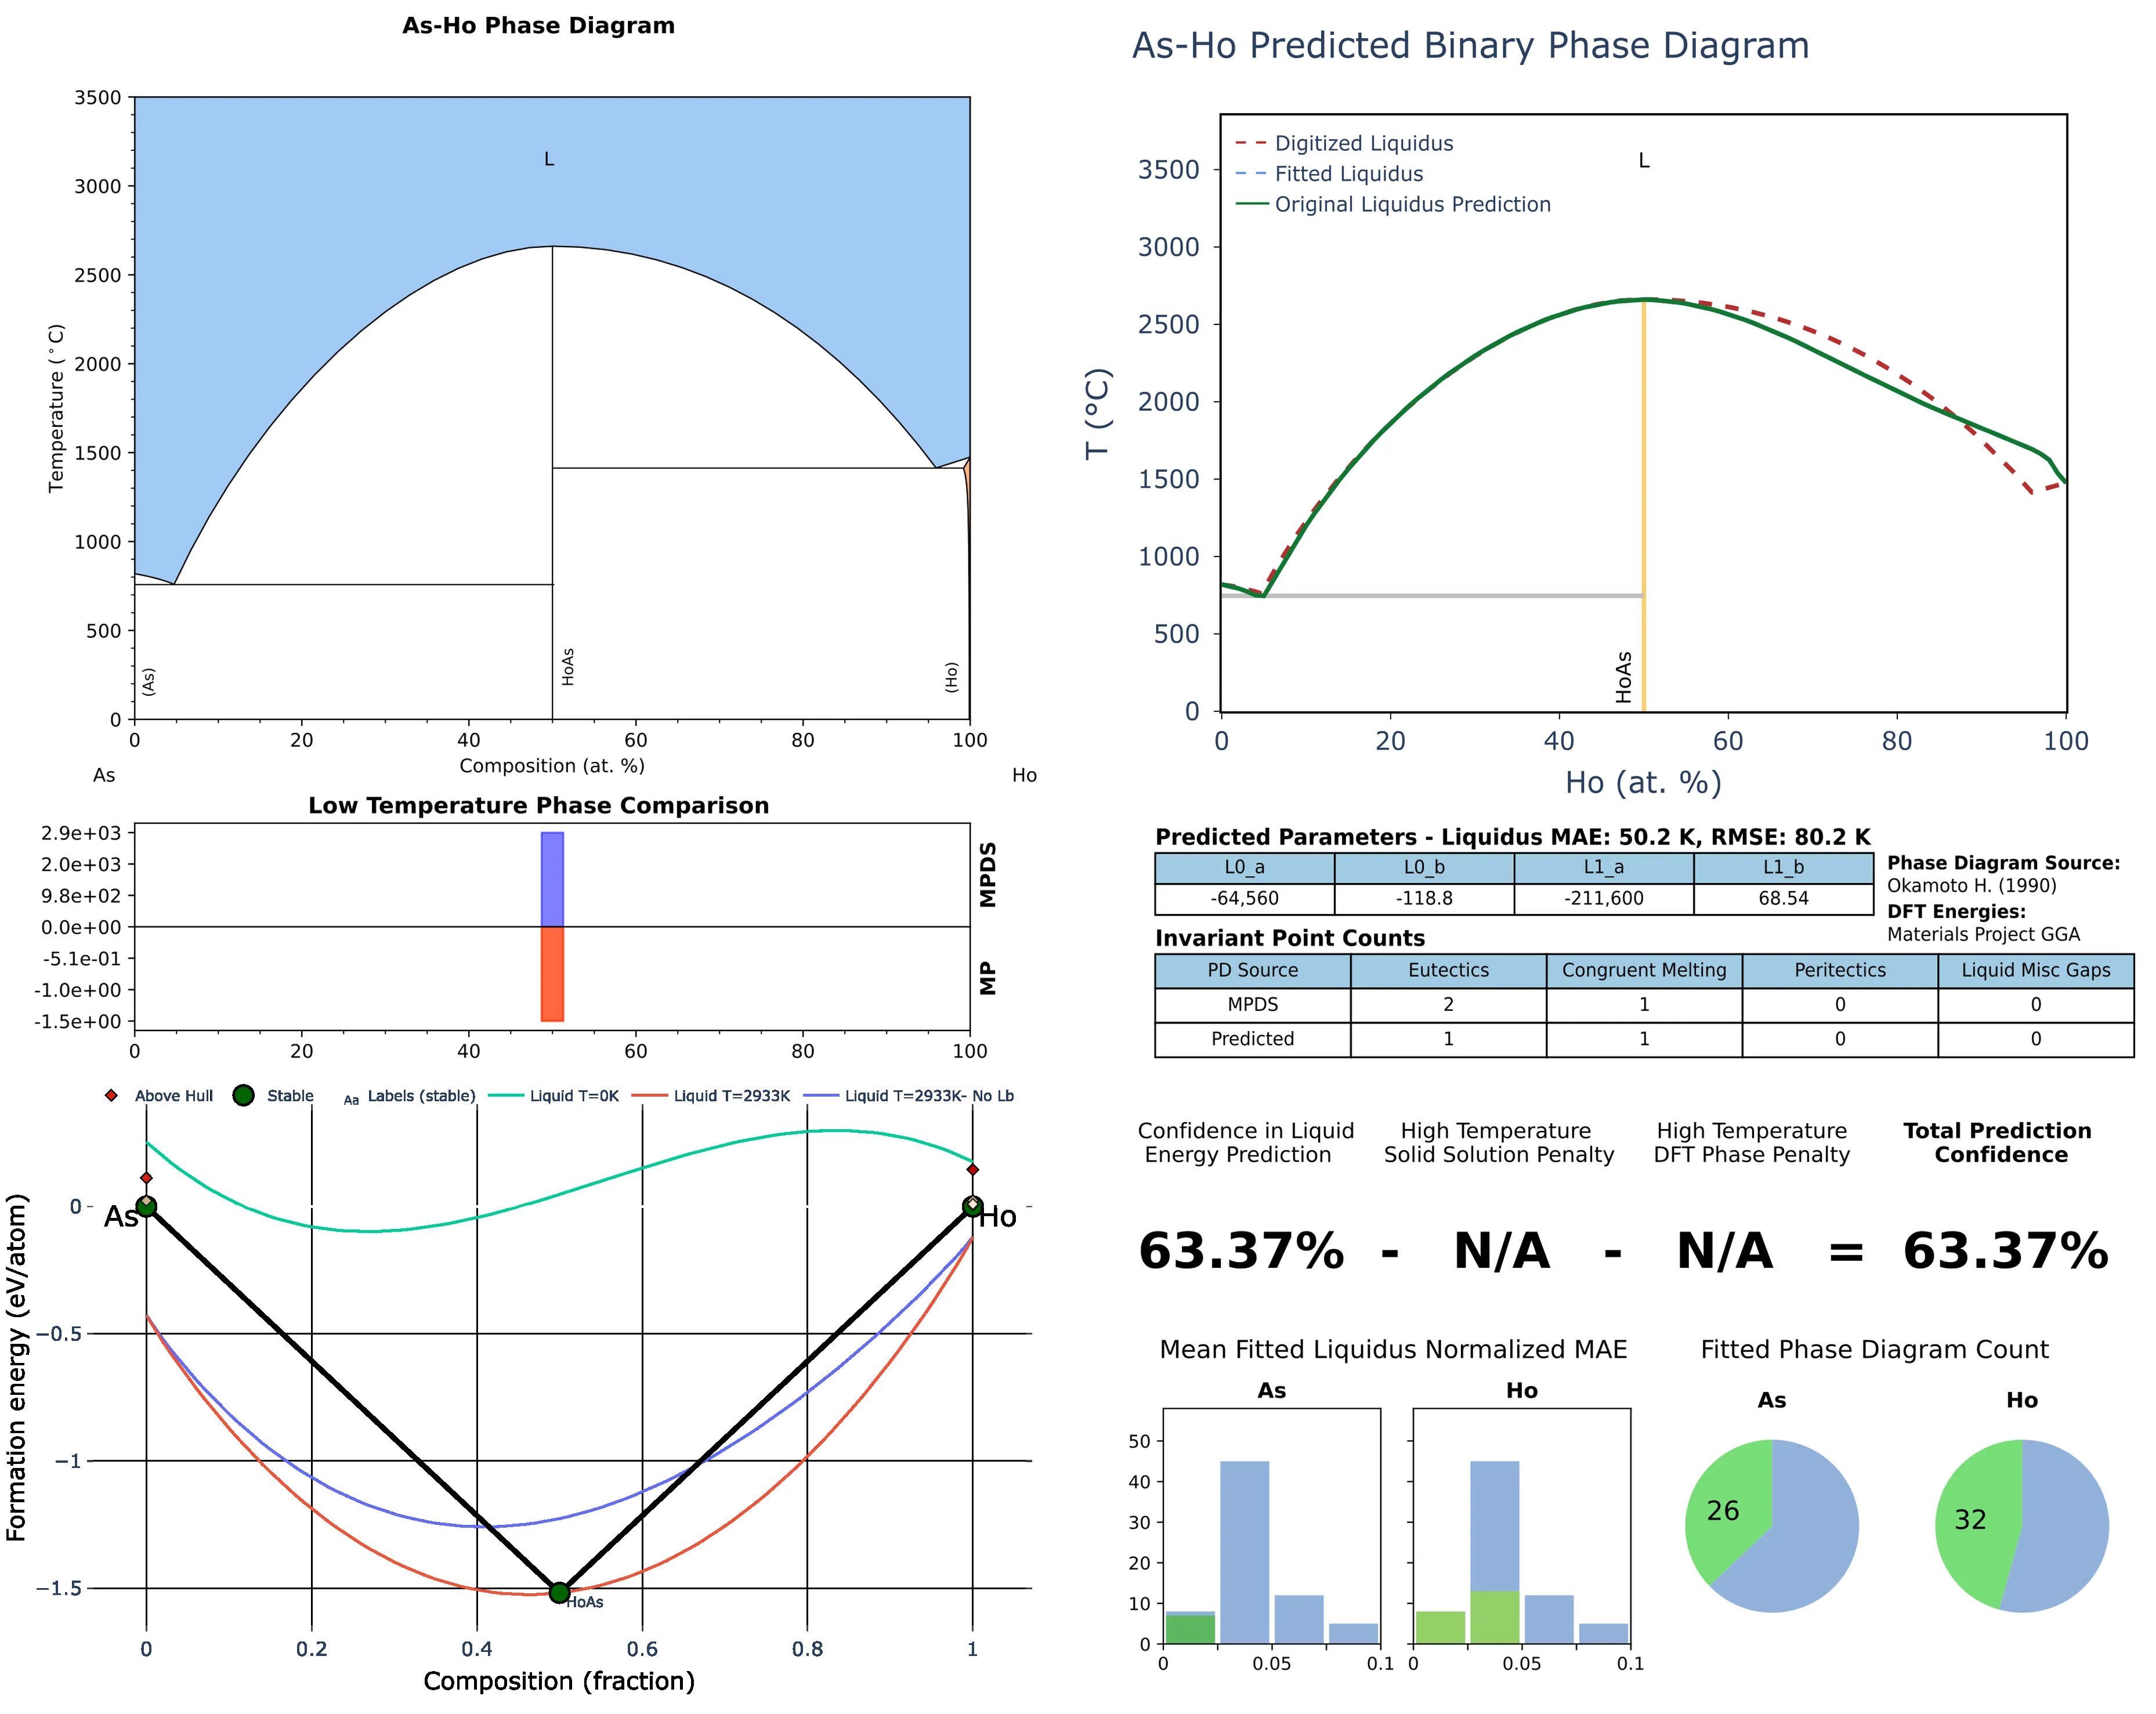 As-Ho Phase Diagram
3500
3000
2500
2000
1500
1000
500
0
Temperature (°C)
L
(As)
HoAs
(Ho)
0 20 40 60 80 100
Composition (at. %)
As Ho
Low Temperature Phase Comparison
2.9e+03
2.0e+03
9.8e+02
0.0e+00
-5.1e-01
-1.0e+00
-1.5e+00
MPDS
MP
0 20 40 60 80 100
Above Hull Stable Aa Labels (stable) Liquid T=0K Liquid T=2933K Liquid T=2933K- No Lb
Formation energy (eV/atom)
0
−0.5
−1
−1.5
As
Ho
HoAs
0 0.2 0.4 0.6 0.8 1
Composition (fraction)
As-Ho Predicted Binary Phase Diagram
Digitized Liquidus
Fitted Liquidus
Original Liquidus Prediction
L
T (°C)
3500
3000
2500
2000
1500
1000
500
0
HoAs
0 20 40 60 80 100
Ho (at. %)
Predicted Parameters - Liquidus MAE: 50.2 K, RMSE: 80.2 K
L0_a L0_b L1_a L1_b
-64,560 -118.8 -211,600 68.54
Phase Diagram Source:
Okamoto H. (1990)
DFT Energies:
Materials Project GGA
Invariant Point Counts
PD Source Eutectics Congruent Melting Peritectics Liquid Misc Gaps
MPDS 2 1 0 0
Predicted 1 1 0 0
Confidence in Liquid
Energy Prediction
High Temperature
Solid Solution Penalty
High Temperature
DFT Phase Penalty
Total Prediction
Confidence
63.37% - N/A - N/A = 63.37%
Mean Fitted Liquidus Normalized MAE
As Ho
50
40
30
20
10
0
0 0.05 0.1
0 0.05 0.1
Fitted Phase Diagram Count
As Ho
26
32